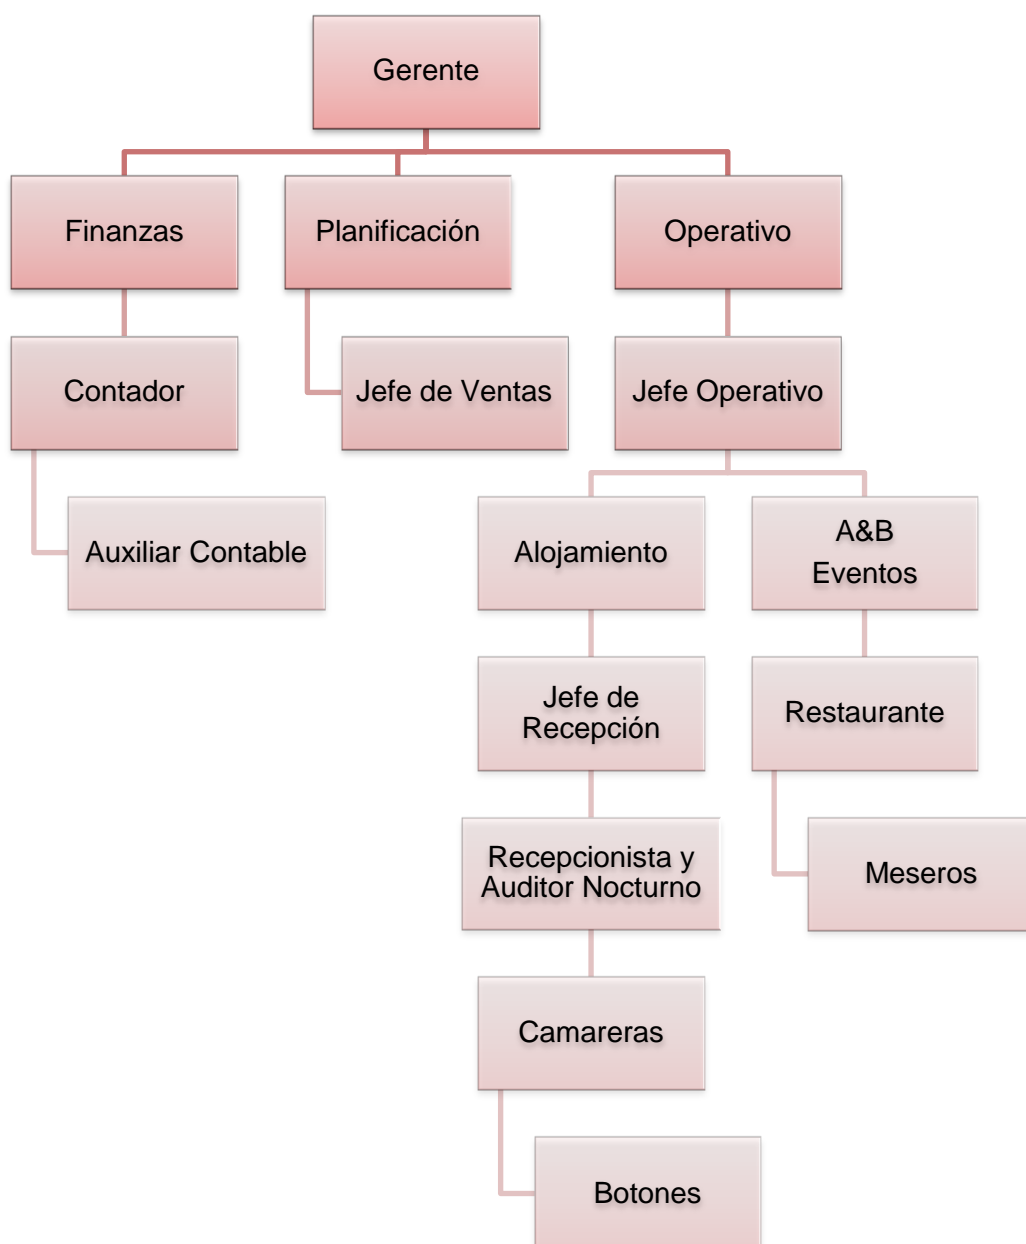 Gerente
Finanzas
Planificación
Operativo
Contador
Jefe de Ventas
Jefe Operativo
Auxiliar Contable
Alojamiento
A&B
Eventos
Jefe de
Recepción
Restaurante
Recepcionista y
Auditor Nocturno
Meseros
Camareras
Botones